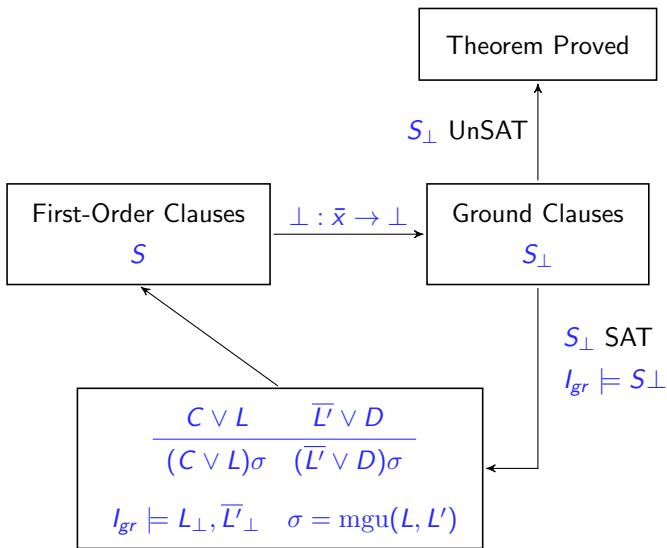 Theorem Proved
S⊥ UnSAT
First-Order Clauses
S
⊥ : x̄ → ⊥
Ground Clauses
S⊥
S⊥ SAT
I_gr ⊨ S⊥
C ∨ L   L̅'̅ ∨ D
(C ∨ L)σ   (L̅'̅ ∨ D)σ
I_gr ⊨ L⊥, L̅'̅⊥   σ = mgu(L, L')